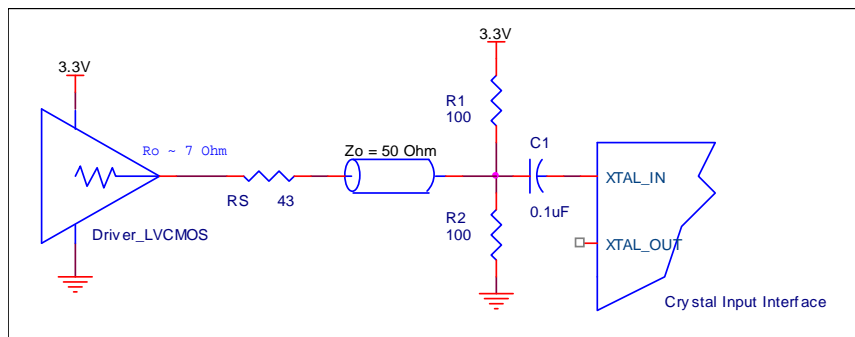 3.3V
3.3V
R1
100
Ro ~ 7 Ohm
Zo = 50 Ohm
C1
RS 43
0.1uF
XTAL_IN
R2
100
Driver_LVCMOS
XTAL_OUT
Crystal Input Interface